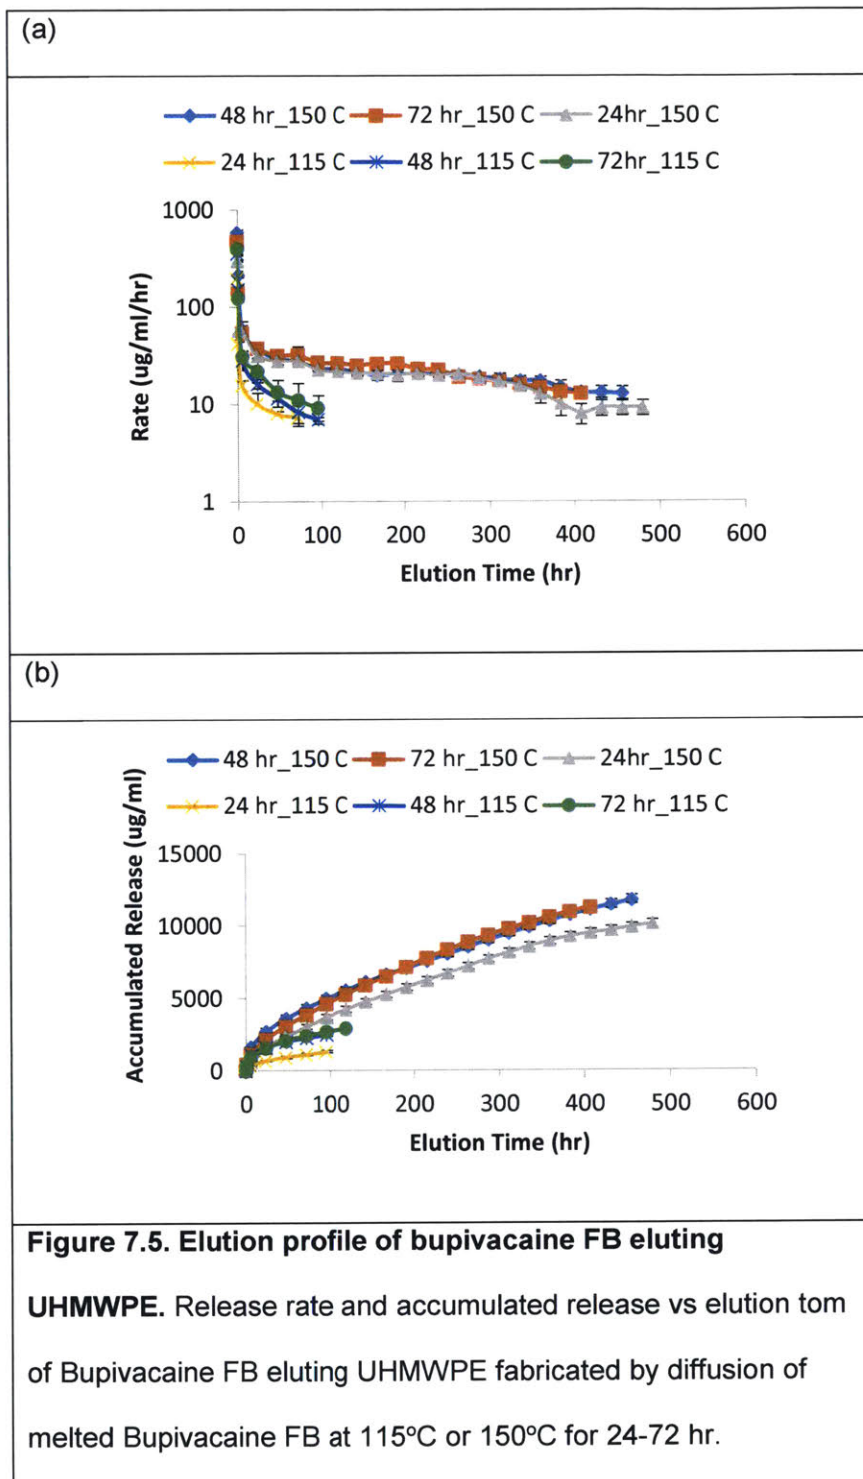 (a)
48 hr_150 C 72 hr_150 C 24hr_150 C
24 hr_115 C 48 hr_115 C 72hr_115 C
1000
100
10
1
Rate (ug/ml/hr)
0 100 200 300 400 500 600
Elution Time (hr)
(b)
48 hr_150 C 72 hr_150 C 24hr_150 C
24 hr_115 C 48 hr_115 C 72 hr_115 C
15000
10000
5000
0
Accumulated Release (ug/ml)
0 100 200 300 400 500 600
Elution Time (hr)
Figure 7.5. Elution profile of bupivacaine FB eluting
UHMWPE. Release rate and accumulated release vs elution tom
of Bupivacaine FB eluting UHMWPE fabricated by diffusion of
melted Bupivacaine FB at 115ºC or 150ºC for 24-72 hr.